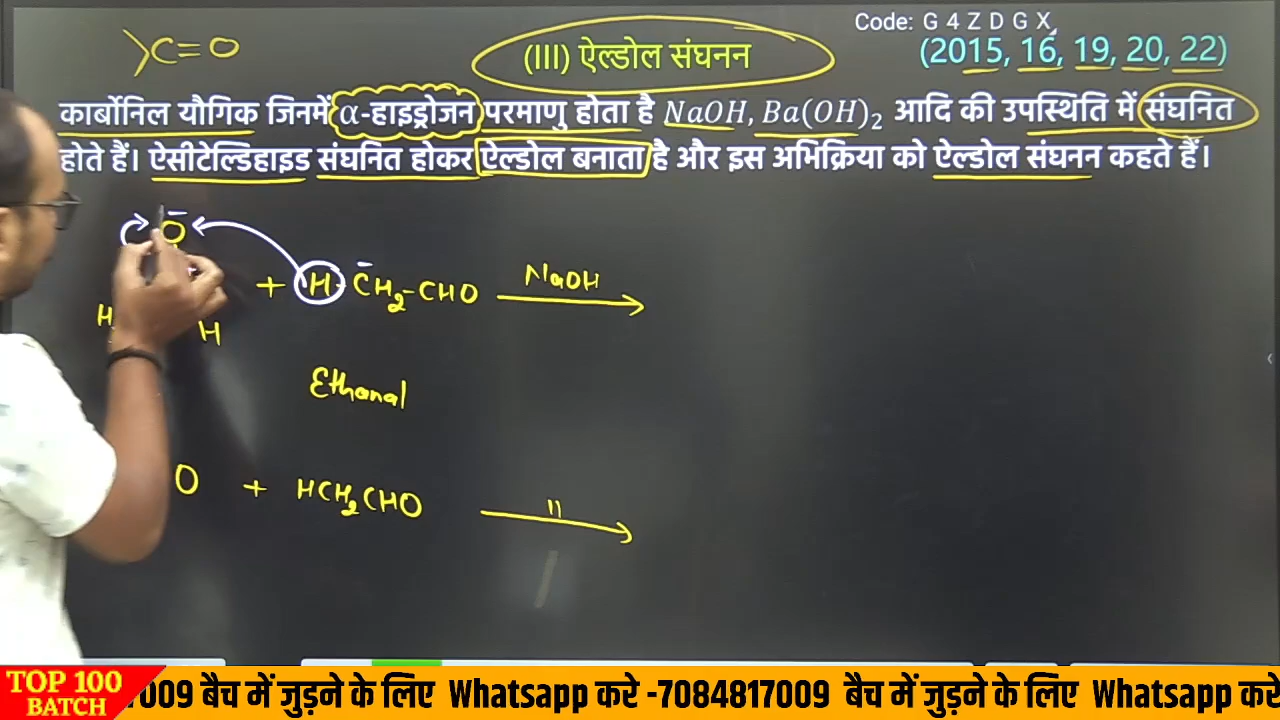 Code: G 4 Z D G X
>C=O
(III) ऐल्डोल संघनन
(2015, 16, 19, 20, 22)
कार्बोनिल यौगिक जिनमें α-हाइड्रोजन परमाणु होता है NaOH, Ba(OH)₂ आदि की उपस्थिति में संघनित
होते हैं। ऐसीटेल्डिहाइड संघनित होकर ऐल्डोल बनाता है और इस अभिक्रिया को ऐल्डोल संघनन कहते हैं।
O⁻
H H + H-C̄H₂-CHO NaOH
Ethanal
O + HCH₂CHO "
TOP 100
BATCH
7009 बैच में जुड़ने के लिए Whatsapp करे -7084817009 बैच में जुड़ने के लिए Whatsapp करे